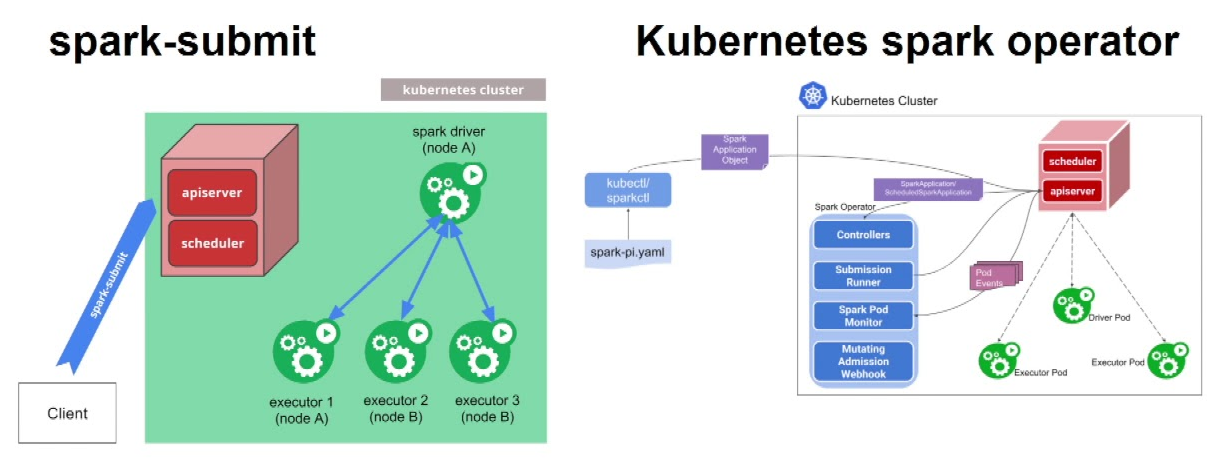 spark-submit
kubernetes cluster
spark driver
(node A)
apiserver
scheduler
spark-submit
executor 1
(node A)
executor 2
(node B)
executor 3
(node B)
Client
Kubernetes spark operator
Kubernetes Cluster
Spark
Application
Object
kubectl/
sparkctl
spark-pi.yaml
scheduler
apiserver
SparkApplication/
ScheduledSparkApplication
Spark Operator
Controllers
Submission
Runner
Spark Pod
Monitor
Mutating
Admission
Webhook
Pod
Events
Driver Pod
Executor Pod
Executor Pod